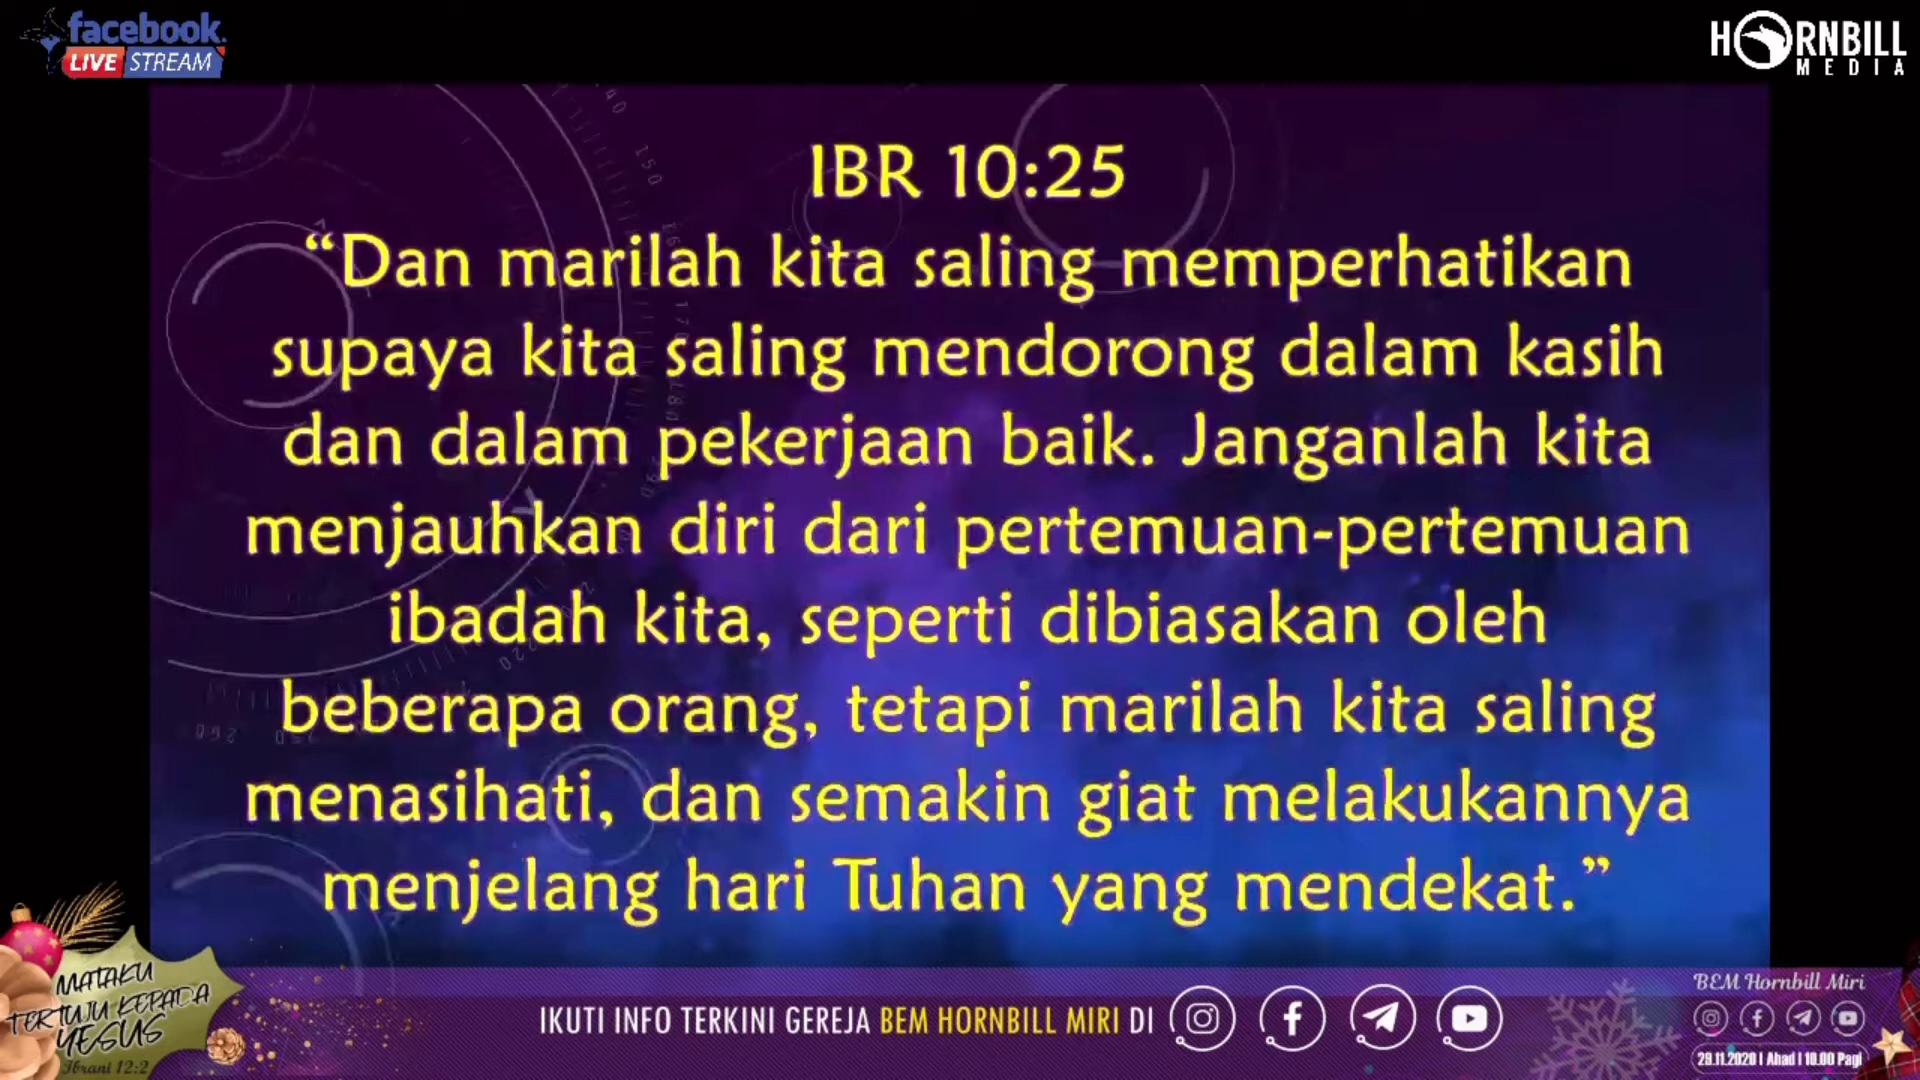 facebook.
LIVE STREAM
HORNBILL
MEDIA
IBR 10:25
“Dan marilah kita saling memperhatikan
supaya kita saling mendorong dalam kasih
dan dalam pekerjaan baik. Janganlah kita
menjauhkan diri dari pertemuan-pertemuan
ibadah kita, seperti dibiasakan oleh
beberapa orang, tetapi marilah kita saling
menasihati, dan semakin giat melakukannya
menjelang hari Tuhan yang mendekat.”
MATAKU
TERTUJU KEPADA
YESUS
Ibrani 12:2
IKUTI INFO TERKINI GEREJA BEM HORNBILL MIRI DI
BEM Hornbill Miri
29.11.2020 | Ahad | 10.00 Pagi